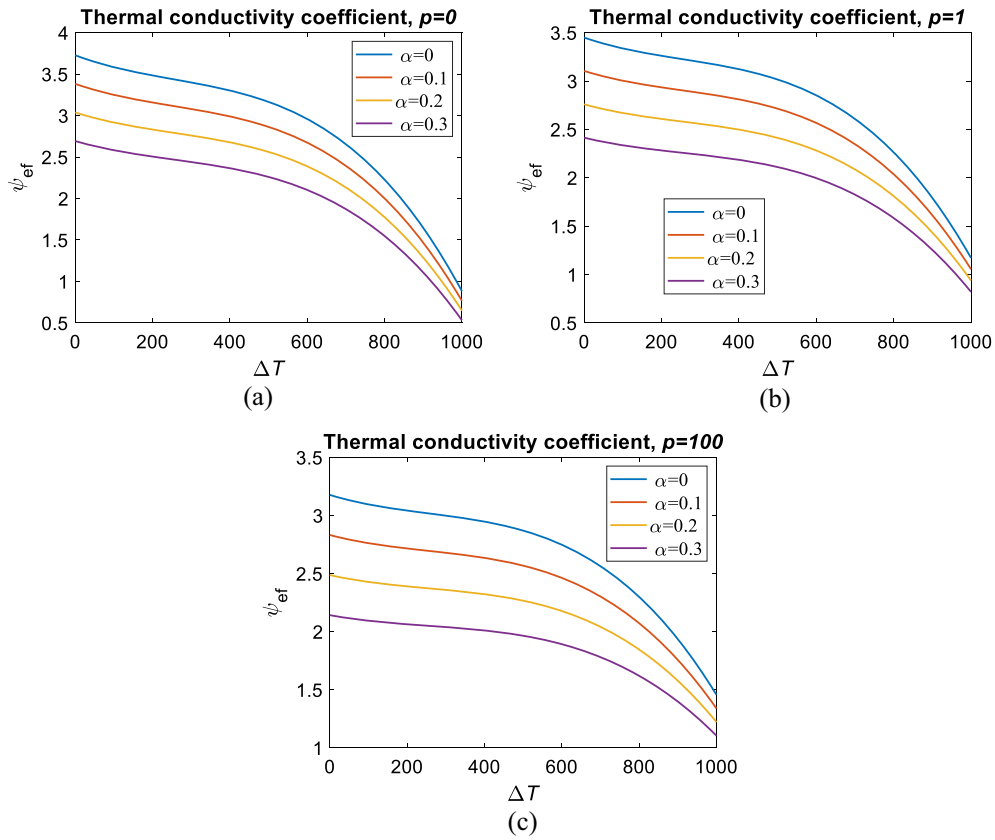 Thermal conductivity coefficient, p=0
4
3.5
3
2.5
2
1.5
1
0.5
ψef
α=0
α=0.1
α=0.2
α=0.3
0 200 400 600 800 1000
ΔT
(a)
Thermal conductivity coefficient, p=1
3.5
3
2.5
2
1.5
1
0.5
ψef
α=0
α=0.1
α=0.2
α=0.3
0 200 400 600 800 1000
ΔT
(b)
Thermal conductivity coefficient, p=100
3.5
3
2.5
2
1.5
1
ψef
α=0
α=0.1
α=0.2
α=0.3
0 200 400 600 800 1000
ΔT
(c)